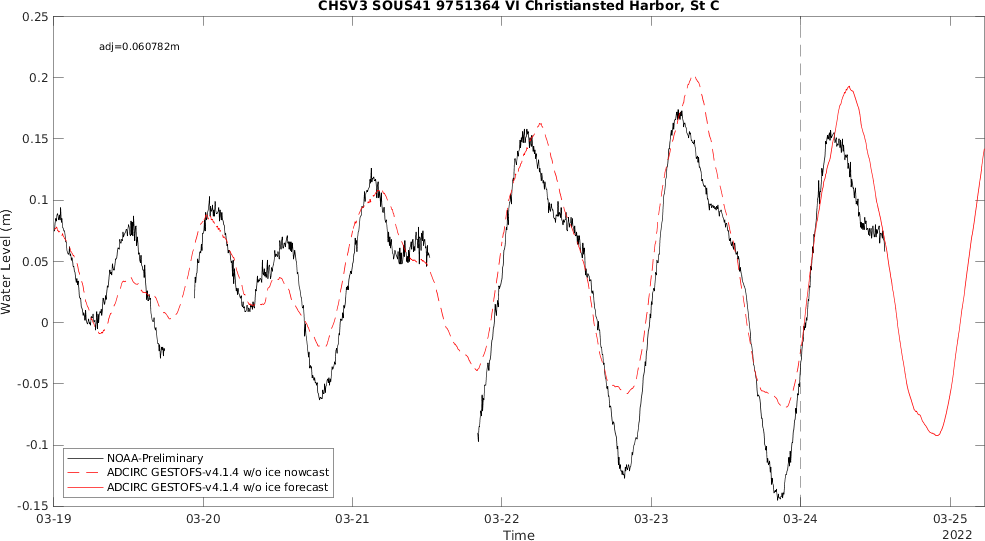 CHSV3 SOUS41 9751364 VI Christiansted Harbor, St C
0.25
adj=0.060782m
0.2
0.15
0.1
0.05
0
-0.05
-0.1
-0.15
Water Level (m)
NOAA-Preliminary
ADCIRC GESTOFS-v4.1.4 w/o ice nowcast
ADCIRC GESTOFS-v4.1.4 w/o ice forecast
03-19 03-20 03-21 03-22 03-23 03-24 03-25
Time 2022